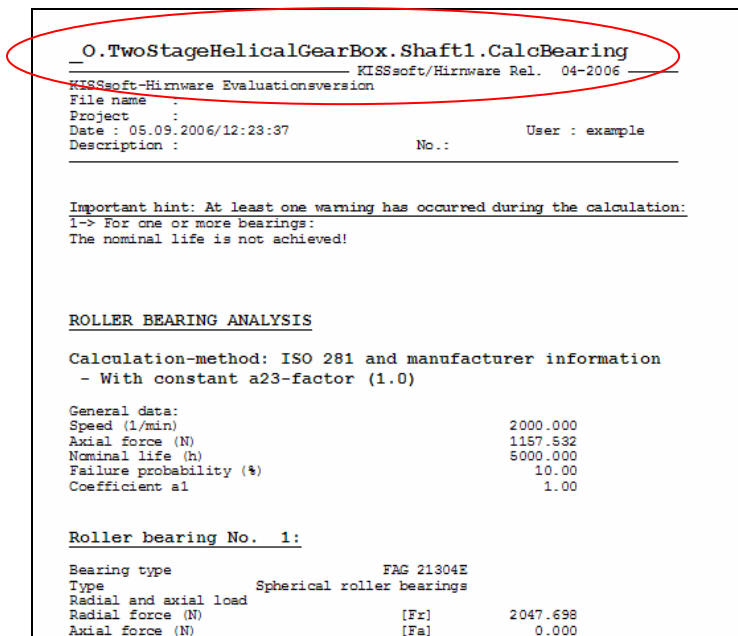 _O.TwoStageHelicalGearBox.Shaft1.CalcBearing
KISSsoft/Hirnware Rel. 04-2006
KISSsoft-Hirnware Evaluationsversion
File name :
Project :
Date : 05.09.2006/12:23:37 User : example
Description : No.:
Important hint: At least one warning has occurred during the calculation:
1-> For one or more bearings:
The nominal life is not achieved!
ROLLER BEARING ANALYSIS
Calculation-method: ISO 281 and manufacturer information
- With constant a23-factor (1.0)
General data:
Speed (1/min) 2000.000
Axial force (N) 1157.532
Nominal life (h) 5000.000
Failure probability (%) 10.00
Coefficient a1 1.00
Roller bearing No. 1:
Bearing type FAG 21304E
Type Spherical roller bearings
Radial and axial load
Radial force (N) [Fr] 2047.698
Axial force (N) [Fa] 0.000